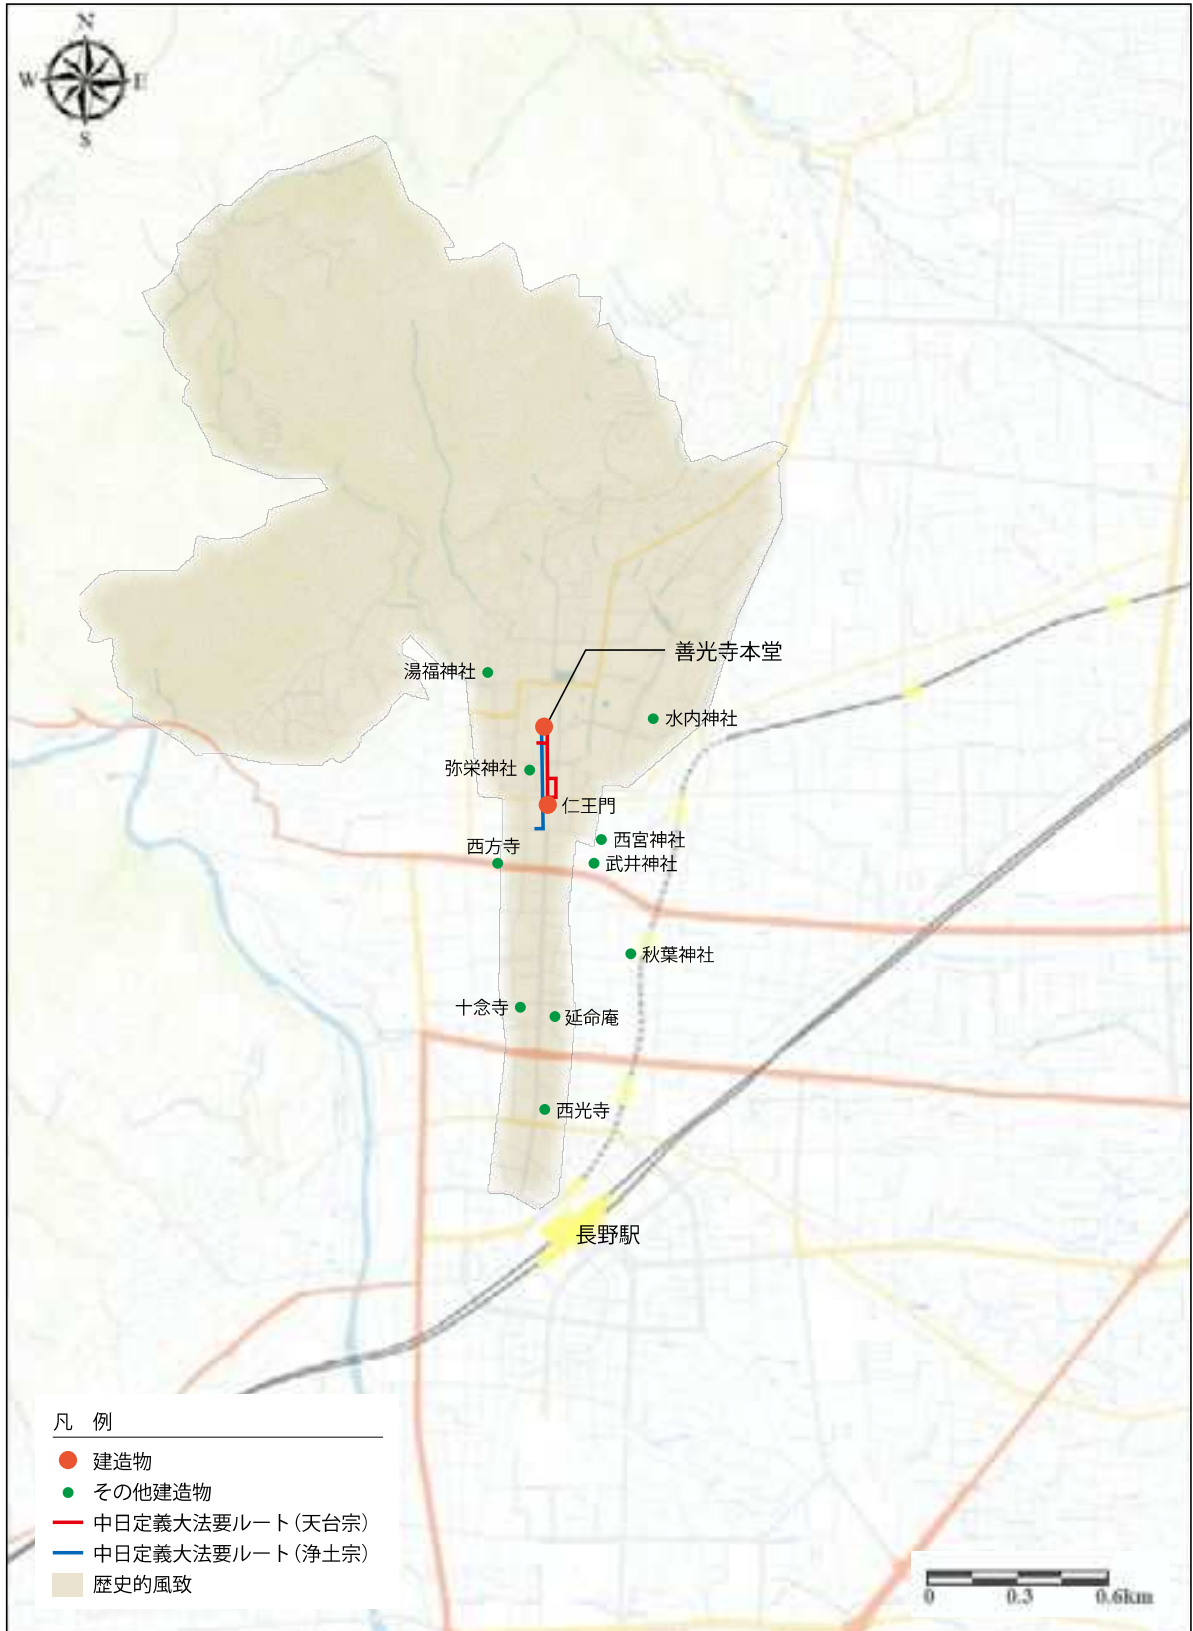 N
W E
S
善光寺本堂
湯福神社
水内神社
弥栄神社
仁王門
西宮神社
西方寺
武井神社
秋葉神社
十念寺
延命庵
西光寺
長野駅
凡 例
建造物
その他建造物
中日定義大法要ルート(天台宗)
中日定義大法要ルート(浄土宗)
歴史的風致
0 0.3 0.6km